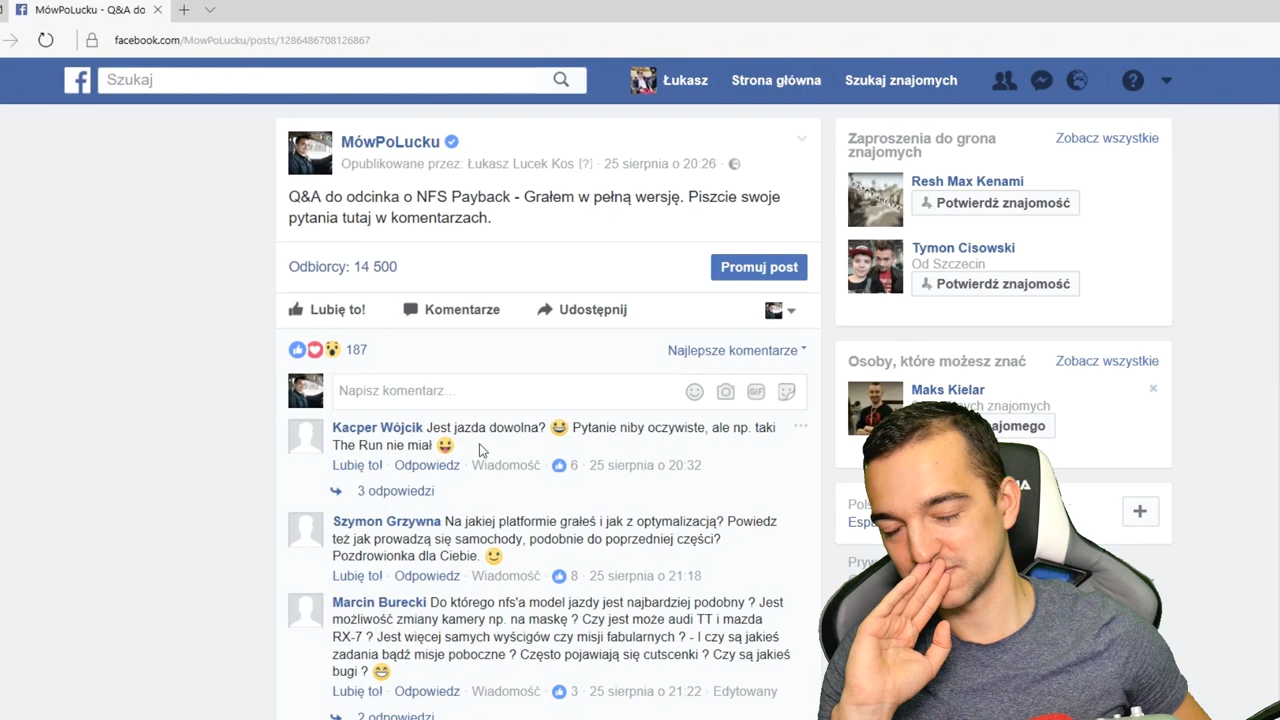 MówPoLucku - Q&A do
facebook.com/MowPoLucku/posts/1286486708126867
Szukaj
Łukasz
Strona główna
Szukaj znajomych
MówPoLucku
Opublikowane przez: Łukasz Lucek Kos [?] · 25 sierpnia o 20:26 ·
Q&A do odcinka o NFS Payback - Grałem w pełną wersję. Piszcie swoje
pytania tutaj w komentarzach.
Odbiorcy: 14 500
Promuj post
Lubię to!
Komentarze
Udostępnij
187
Najlepsze komentarze
Napisz komentarz...
GIF
Kacper Wójcik Jest jazda dowolna? 😀 Pytanie niby oczywiste, ale np. taki
The Run nie miał 😛
Lubię to! · Odpowiedz · Wiadomość · 6 · 25 sierpnia o 20:32
3 odpowiedzi
Szymon Grzywna Na jakiej platformie grałeś i jak z optymalizacją? Powiedz
też jak prowadzą się samochody, podobnie do poprzedniej części?
Pozdrowionka dla Ciebie. 🙂
Lubię to! · Odpowiedz · Wiadomość · 8 · 25 sierpnia o 21:18
Marcin Burecki Do którego nfs'a model jazdy jest najbardziej podobny ? Jest
możliwość zmiany kamery np. na maskę ? Czy jest może audi TT i mazda
RX-7 ? Jest więcej samych wyścigów czy misji fabularnych ? - I czy są jakieś
zadania bądź misje poboczne ? Często pojawiają się cutscenki ? Czy są jakieś
bugi ? 😁
Lubię to! · Odpowiedz · Wiadomość · 3 · 25 sierpnia o 21:22 · Edytowany
2 odpowiedzi
Zaproszenia do grona
znajomych
Zobacz wszystkie
Resh Max Kenami
Potwierdź znajomość
Tymon Cisowski
Od Szczecin
Potwierdź znajomość
Osoby, które możesz znać
Zobacz wszystkie
Maks Kielar
znajomych
ajomego
Pols
Espa
Pryw